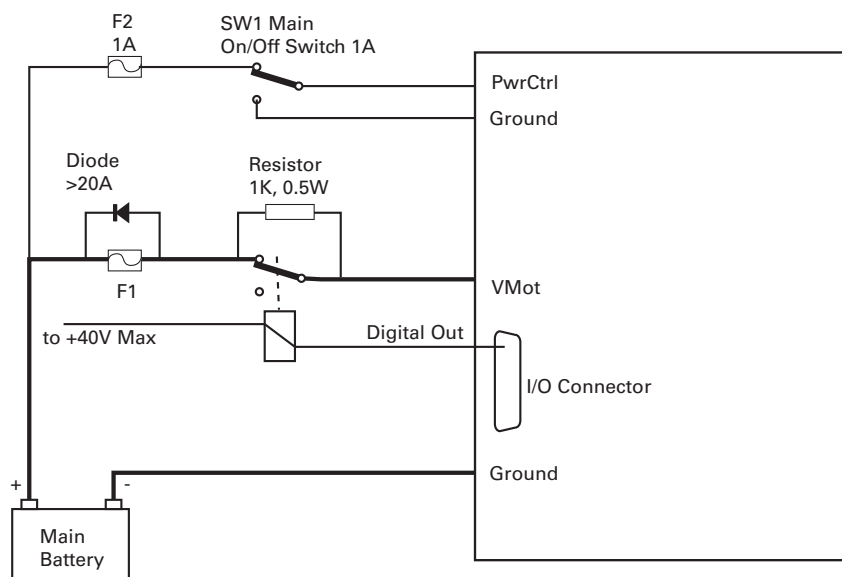 F2
1A
SW1 Main
On/Off Switch 1A
PwrCtrl
Ground
Diode
>20A
Resistor
1K, 0.5W
F1
VMot
to +40V Max
Digital Out
I/O Connector
Ground
+
-
Main
Battery